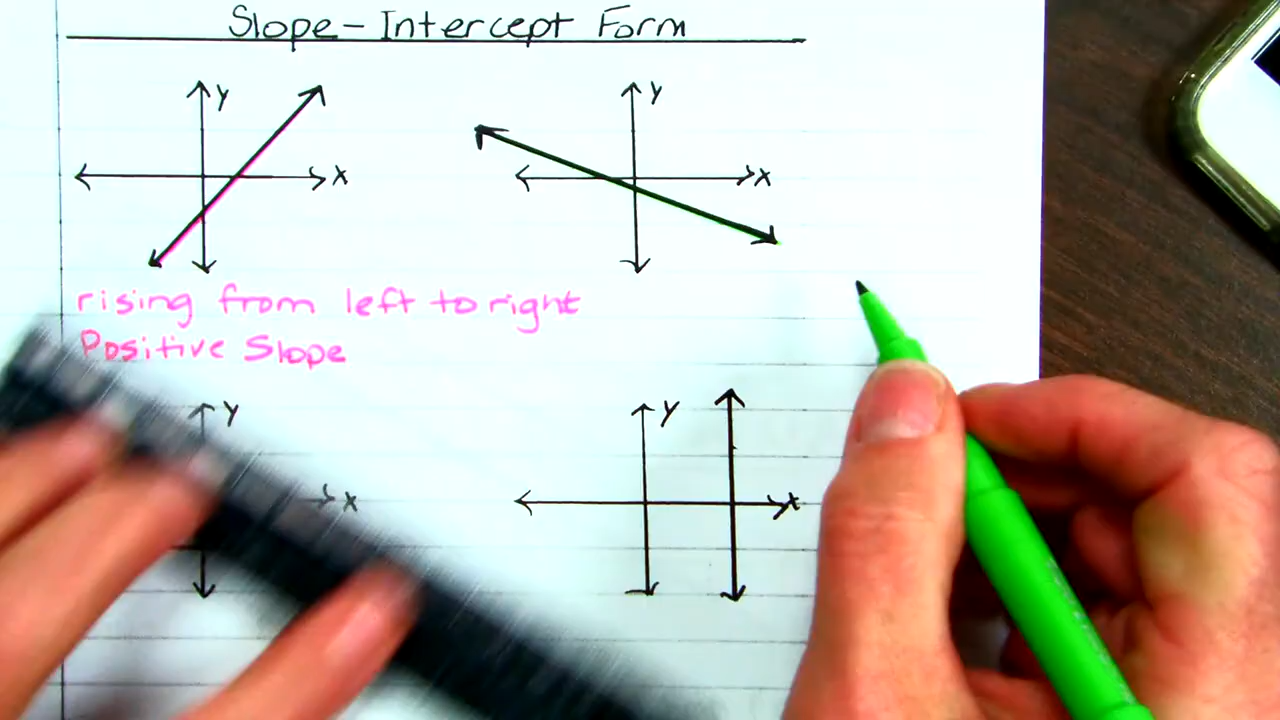 Slope-Intercept Form
Y
X
Y
X
rising from left to right
Positive Slope
Y
X
Y
X